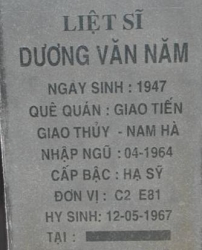 LIỆT SĨ
DƯƠNG VĂN NĂM
NGÀY SINH : 1947
QUÊ QUÁN : GIAO TIẾN
GIAO THỦY - NAM HÀ
NHẬP NGŨ : 04-1964
CẤP BẬC : HẠ SỸ
ĐƠN VỊ : C2 E81
HY SINH: 12-05-1967
TẠI :